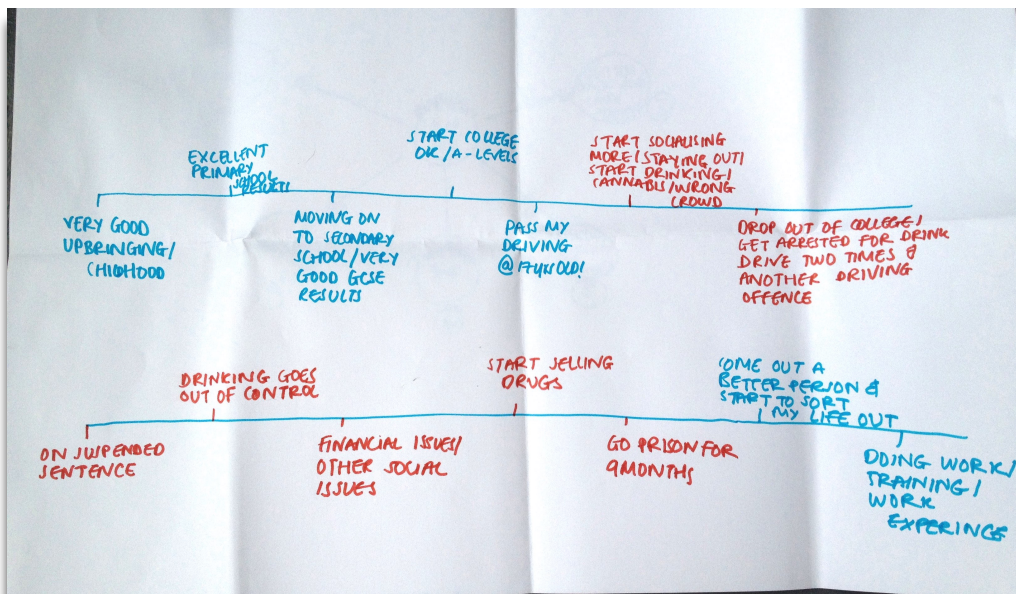 EXCELLENT
PRIMARY
SCHOOL
RESULTS
START COLLEGE
/A-LEVELS
START SOCIALISING
MORE/STAYING OUT/
START DRINKING/
CANNABIS/WRONG
CROWD
VERY GOOD
UPBRINGING/
CHILDHOOD
MOVING ON
TO SECONDARY
SCHOOL/VERY
GOOD GCSE
RESULTS
PASS MY
DRIVING
@ 17YRS OLD!
DROP OUT OF COLLEGE/
GET ARRESTED FOR DRINK
DRIVE TWO TIMES &
ANOTHER DRIVING
OFFENCE
DRINKING GOES
OUT OF CONTROL
START SELLING
DRUGS
COME OUT A
BETTER PERSON &
START TO SORT
MY LIFE OUT
ON SUSPENDED
SENTENCE
FINANCIAL ISSUES/
OTHER SOCIAL
ISSUES
GO PRISON FOR
9MONTHS
DOING WORK/
TRAINING/
WORK
EXPERINCE